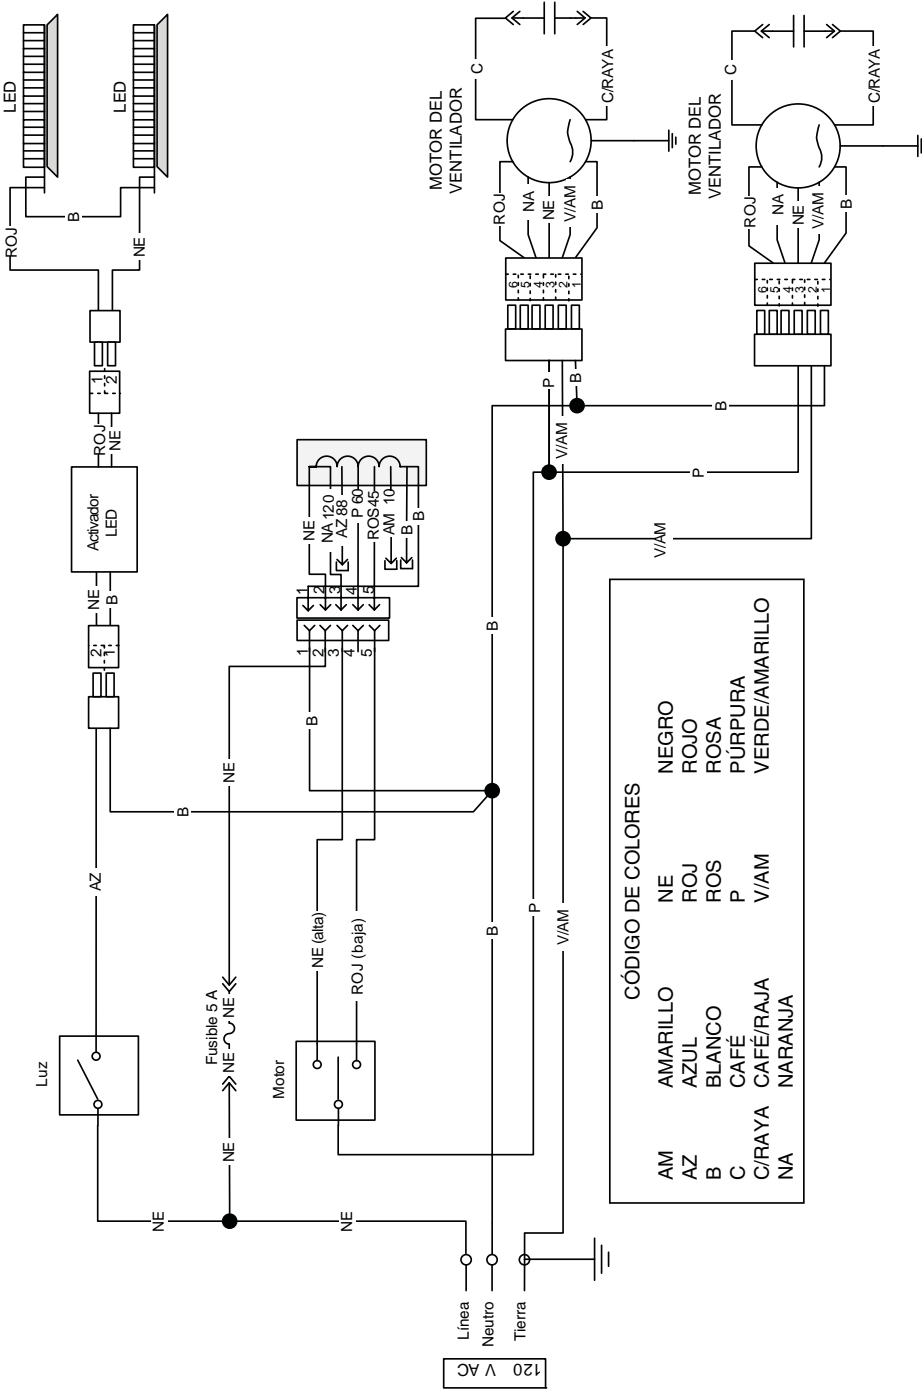 LED
LED
ROJ
B
NE
1
2
ROJ
NE
Activador
LED
NE
B
2
1
AZ
B
Luz
NE
NE
Fusible 5 A
NE
NE
NE
NE
Motor
NE (alta)
ROJ (baja)
B
NE
NA 120
AZ 88
P 60
ROS45
AM 10
B
B
1
2
3
4
5
1
2
3
4
5
MOTOR DEL
VENTILADOR
C
C/RAYA
ROJ
NA
NE
V/AM
B
6
5
4
3
2
1
P
B
V/AM
MOTOR DEL
VENTILADOR
C
C/RAYA
ROJ
NA
NE
V/AM
B
6
5
4
3
2
1
B
P
V/AM
B
B
P
V/AM
Línea
Neutro
Tierra
120 V AC
CÓDIGO DE COLORES
AM AMARILLO NE NEGRO
AZ AZUL ROJ ROJO
B BLANCO ROS ROSA
C CAFÉ P PÚRPURA
C/RAYA CAFÉ/RAJA V/AM VERDE/AMARILLO
NA NARANJA